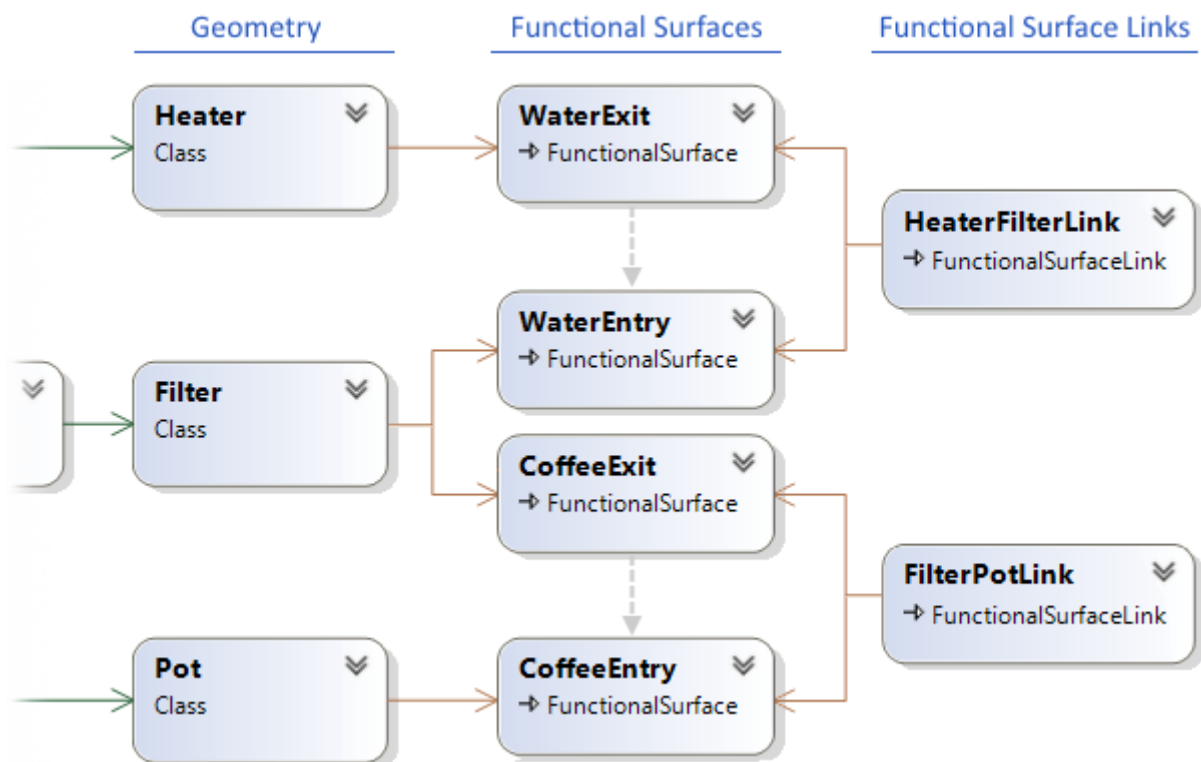 Geometry
Functional Surfaces
Functional Surface Links
Heater
Class
WaterExit
FunctionalSurface
HeaterFilterLink
FunctionalSurfaceLink
WaterEntry
FunctionalSurface
Filter
Class
CoffeeExit
FunctionalSurface
FilterPotLink
FunctionalSurfaceLink
Pot
Class
CoffeeEntry
FunctionalSurface